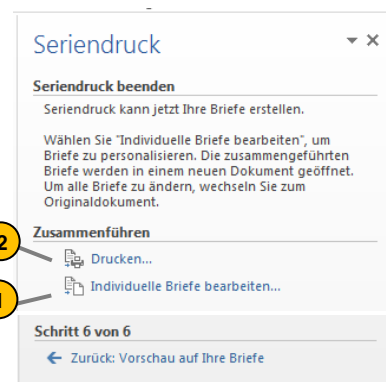 Seriendruck
Seriendruck beenden
Seriendruck kann jetzt Ihre Briefe erstellen.
Wählen Sie "Individuelle Briefe bearbeiten", um
Briefe zu personalisieren. Die zusammengeführten
Briefe werden in einem neuen Dokument geöffnet.
Um alle Briefe zu ändern, wechseln Sie zum
Originaldokument.
Zusammenführen
2
Drucken...
Individuelle Briefe bearbeiten...
1
Schritt 6 von 6
Zurück: Vorschau auf Ihre Briefe